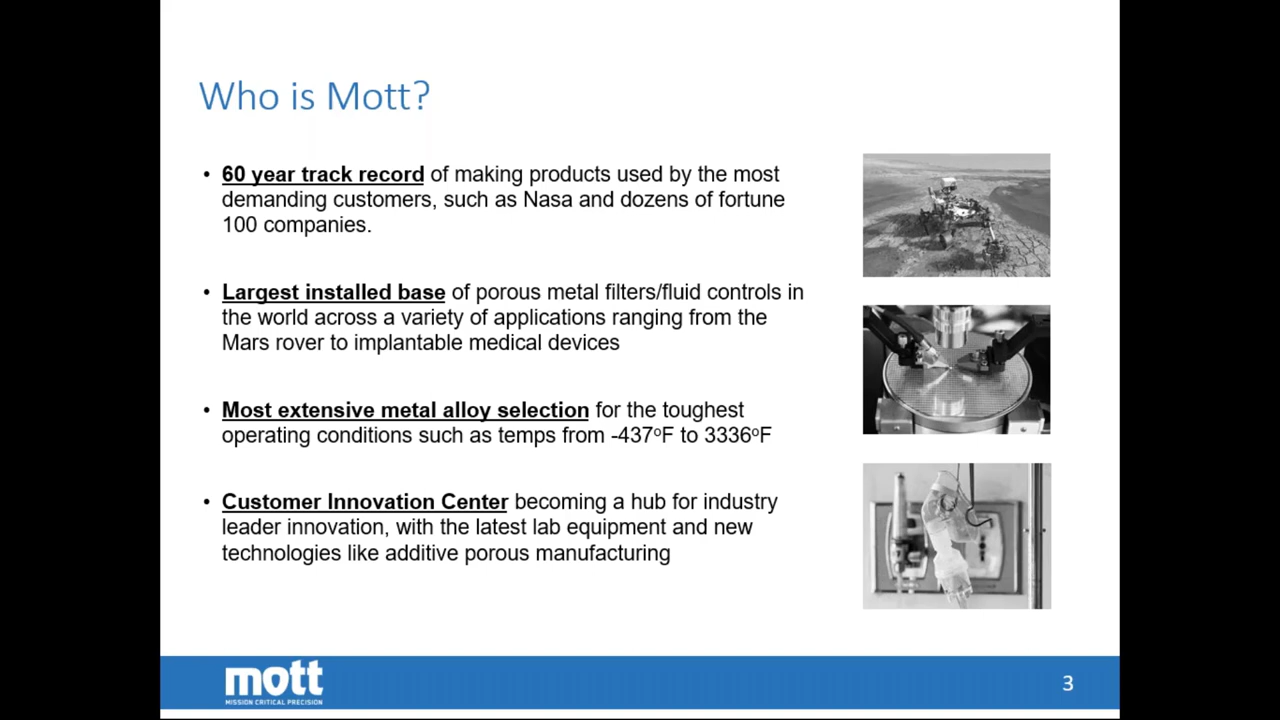 Who is Mott?
• 60 year track record of making products used by the most
demanding customers, such as Nasa and dozens of fortune
100 companies.
• Largest installed base of porous metal filters/fluid controls in
the world across a variety of applications ranging from the
Mars rover to implantable medical devices
• Most extensive metal alloy selection for the toughest
operating conditions such as temps from -437ºF to 3336ºF
• Customer Innovation Center becoming a hub for industry
leader innovation, with the latest lab equipment and new
technologies like additive porous manufacturing
mott
MISSION CRITICAL PRECISION
3